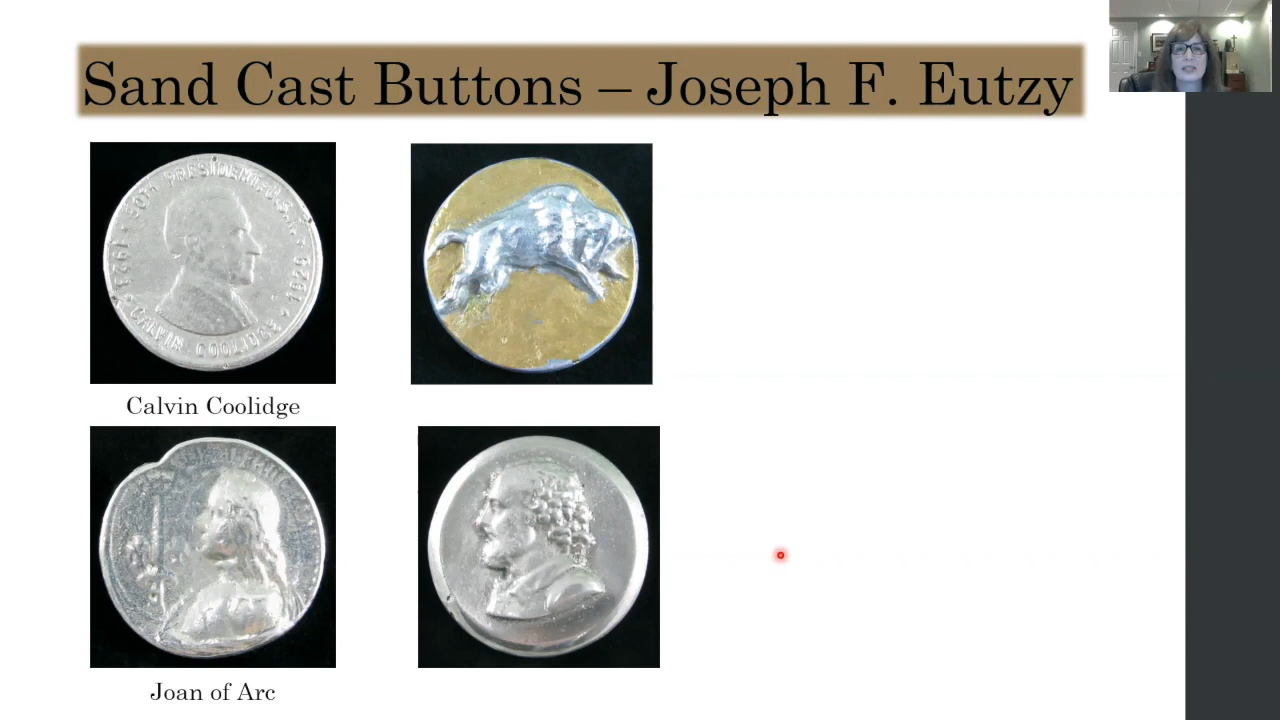 Sand Cast Buttons – Joseph F. Eutzy
30TH PRESIDENT U.S.A.
1923
1929
CALVIN COOLIDGE
Calvin Coolidge
Joan of Arc